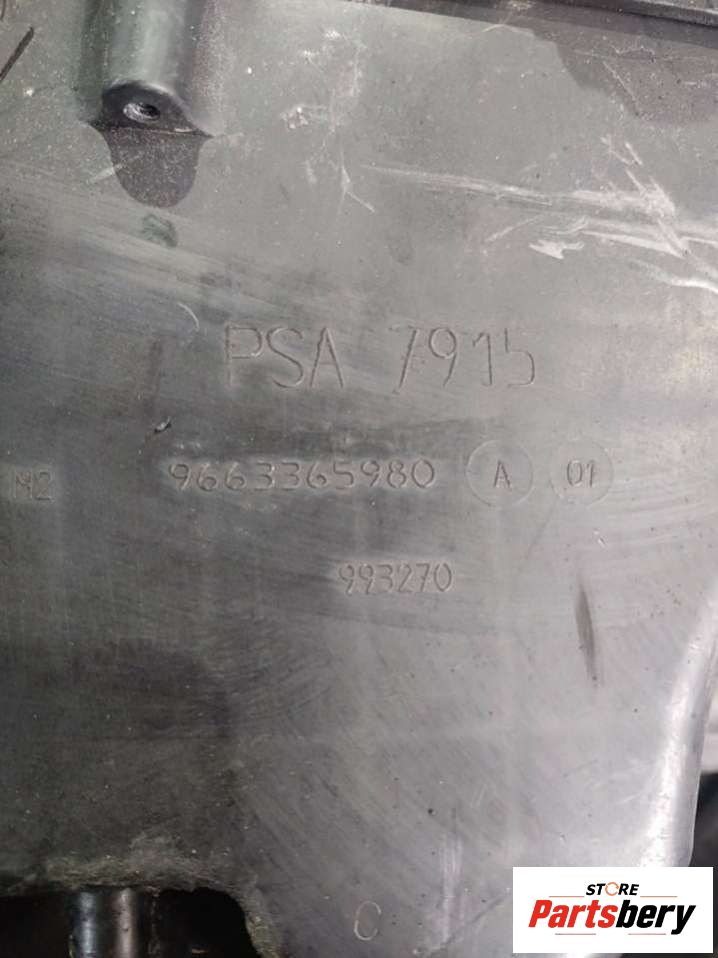 PSA 7915
M2 9663365980 A 01
993270
C
STORE
Partsbery